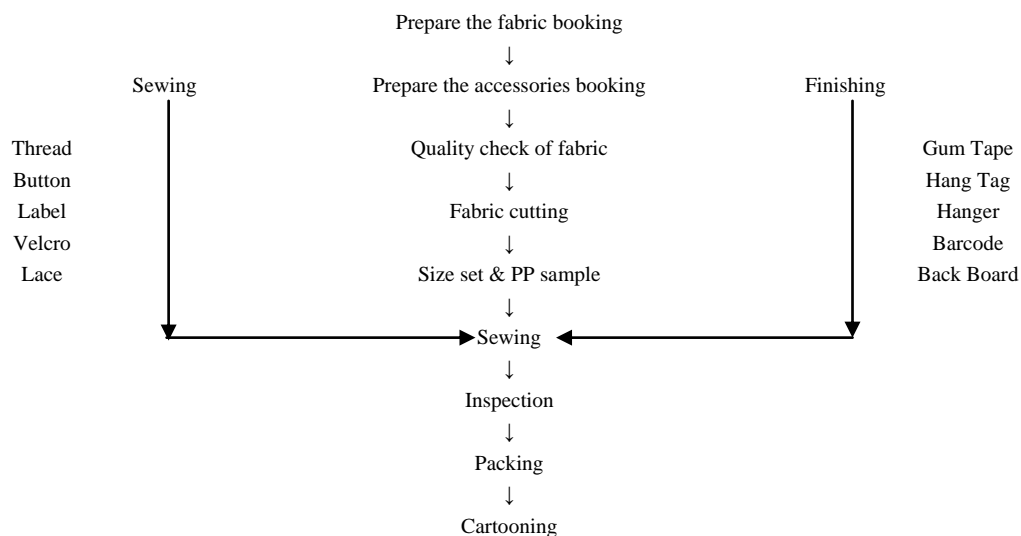 Prepare the fabric booking
↓
Sewing Prepare the accessories booking Finishing
↓
Thread Quality check of fabric Gum Tape
Button ↓ Hang Tag
Label Fabric cutting Hanger
Velcro ↓ Barcode
Lace Size set & PP sample Back Board
↓
Sewing
↓
Inspection
↓
Packing
↓
Cartooning